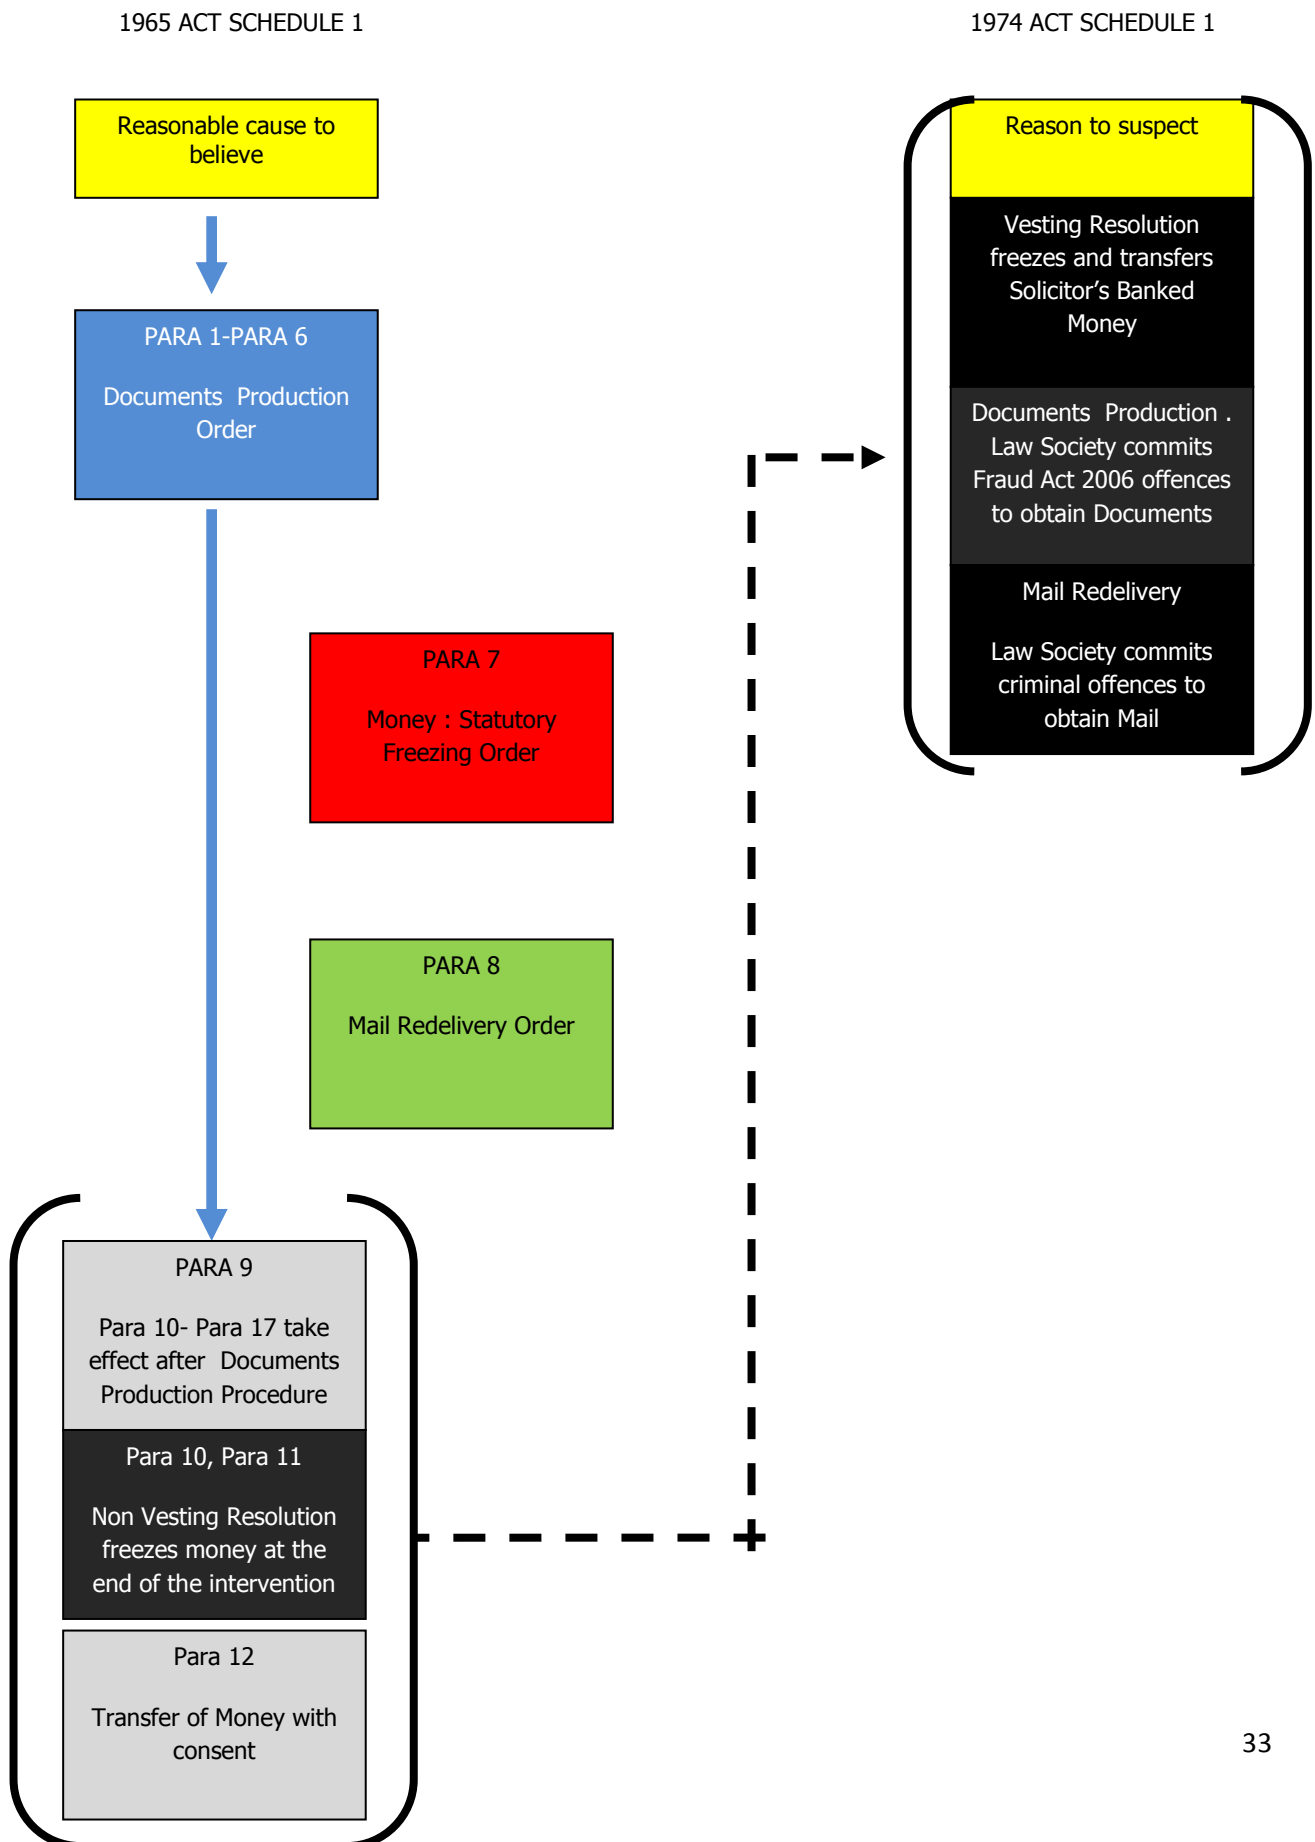 1965 ACT SCHEDULE 1
1974 ACT SCHEDULE 1
Reasonable cause to
believe
PARA 1-PARA 6
Documents  Production
Order
PARA 7
Money : Statutory
Freezing Order
PARA 8
Mail Redelivery Order
PARA 9
Para 10- Para 17 take
effect after  Documents
Production Procedure
Para 10, Para 11
Non Vesting Resolution
freezes money at the
end of the intervention
Para 12
Transfer of Money with
consent
Reason to suspect
Vesting Resolution
freezes and transfers
Solicitor’s Banked
Money
Documents  Production .
Law Society commits
Fraud Act 2006 offences
to obtain Documents
Mail Redelivery
Law Society commits
criminal offences to
obtain Mail
33